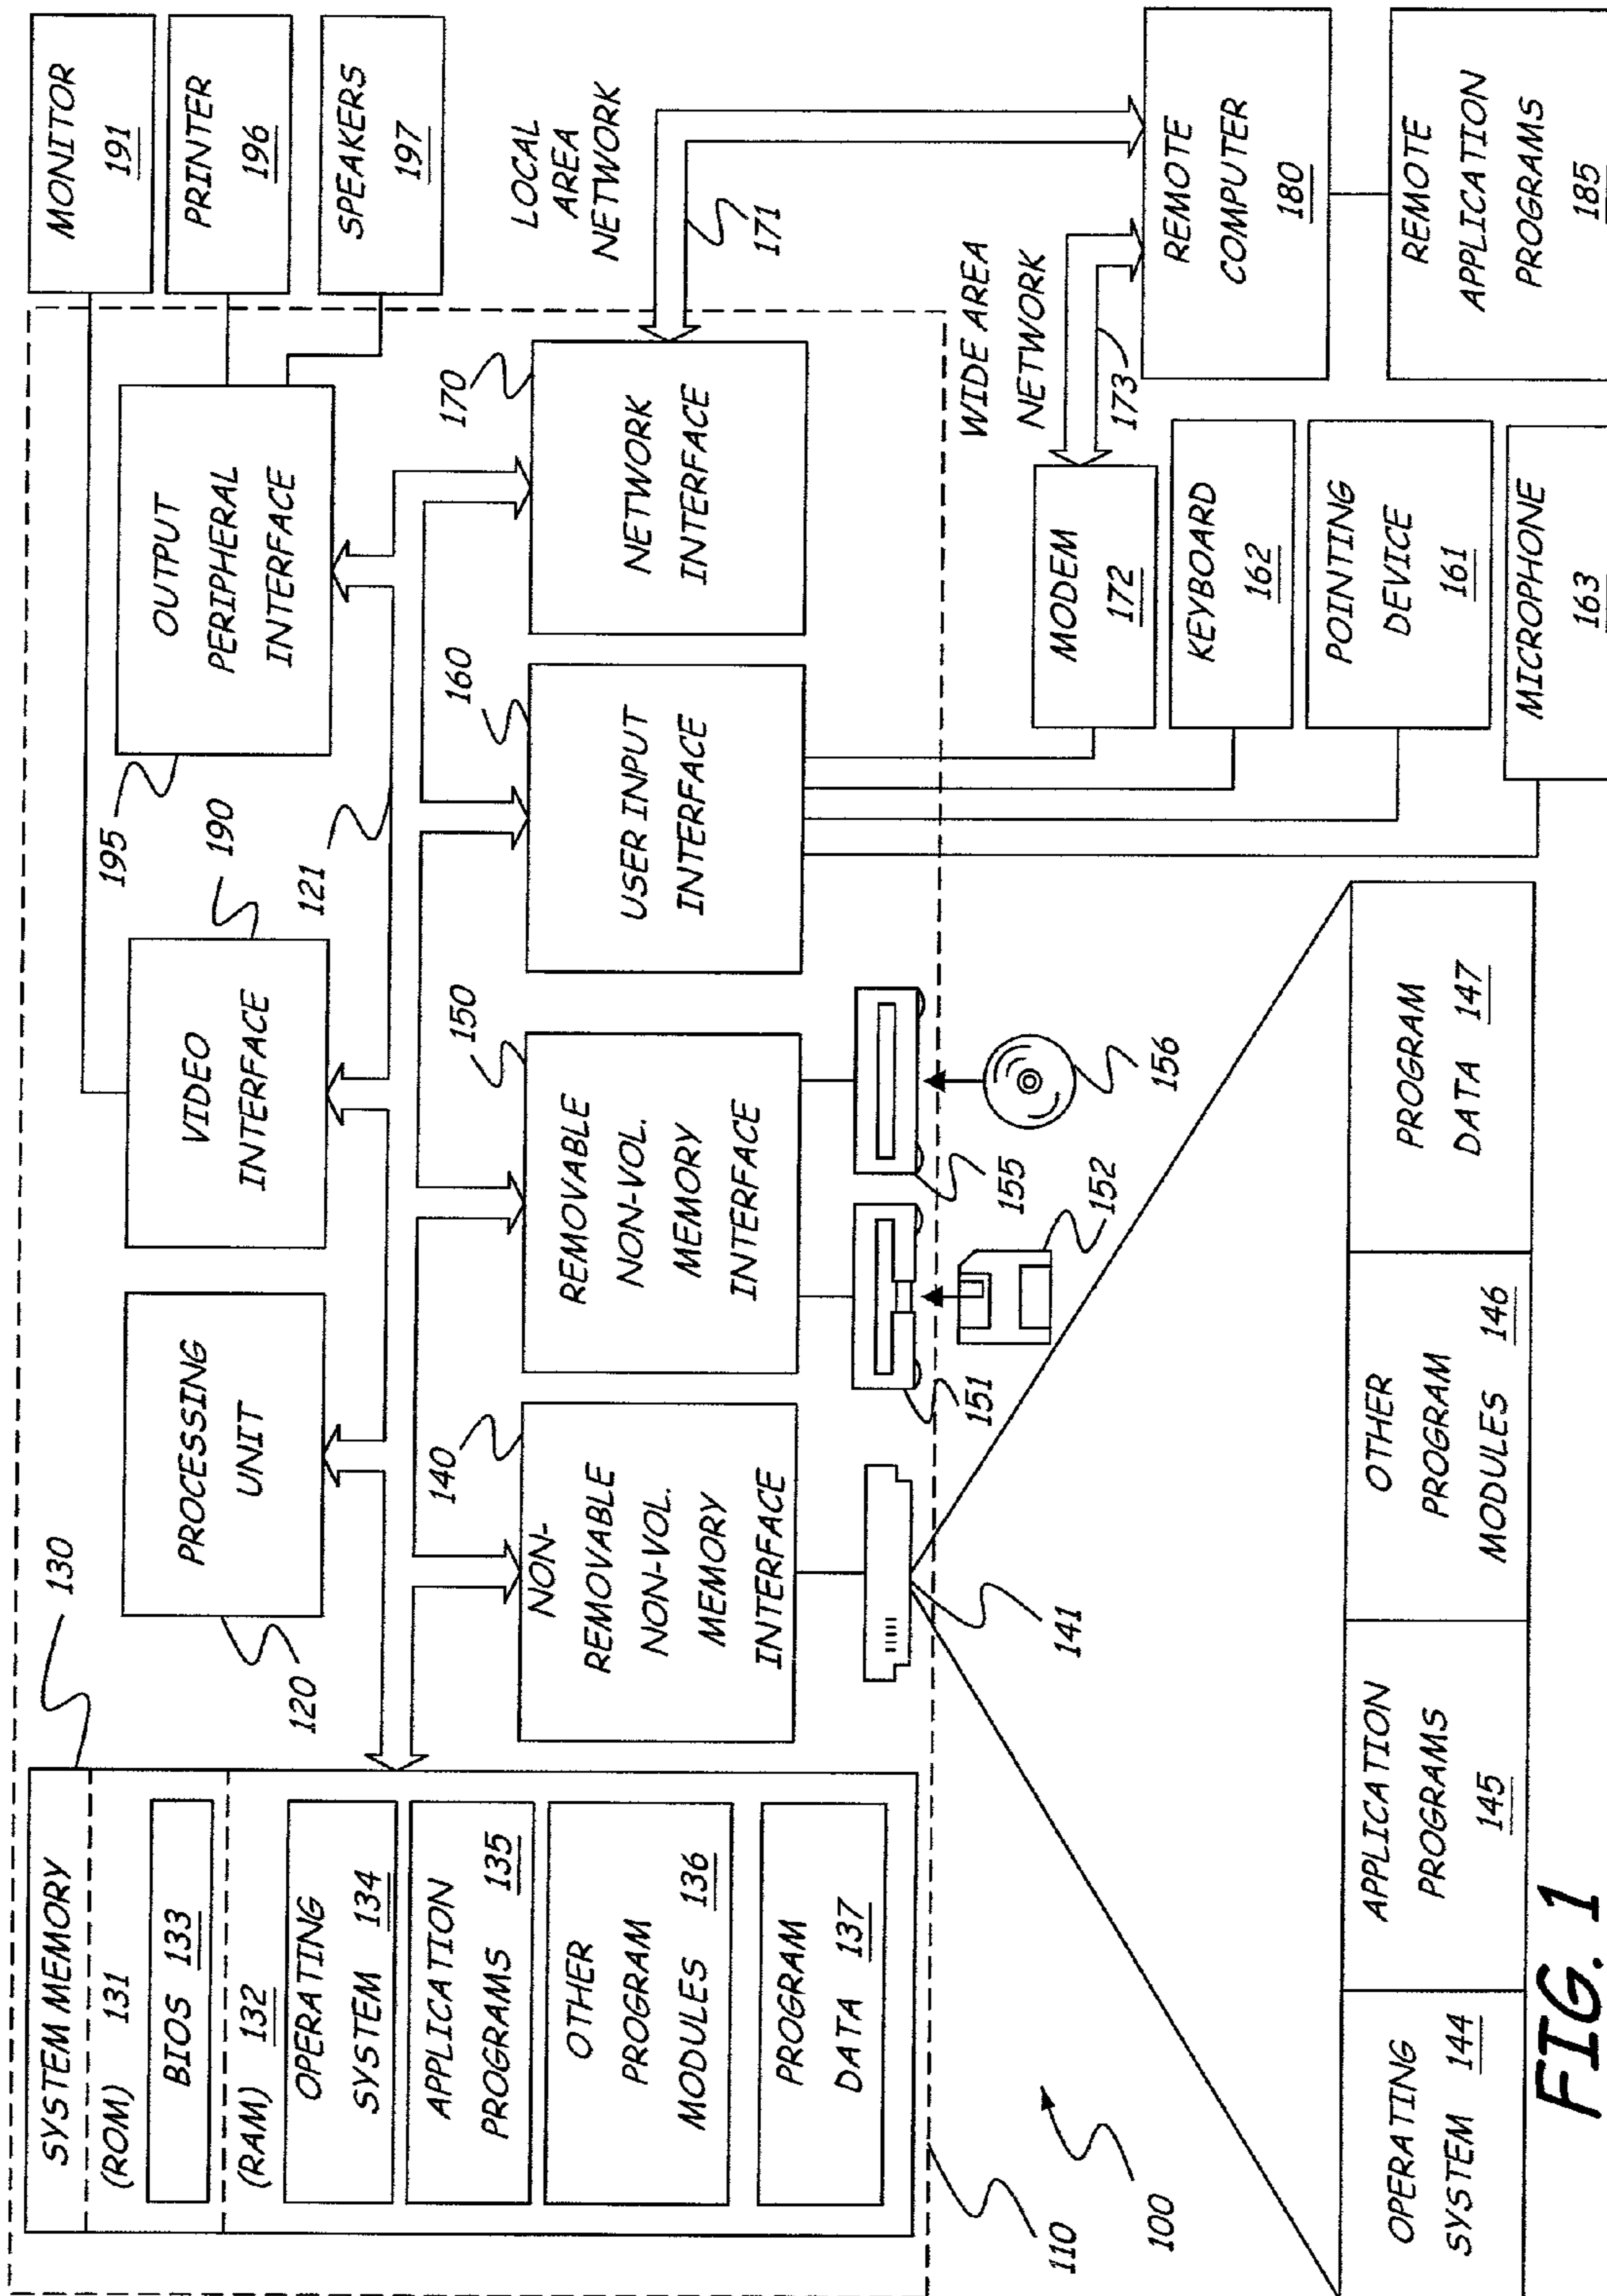 SYSTEM MEMORY
(ROM) 131
BIOS 133
(RAM) 132
OPERATING
SYSTEM 134
APPLICATION
PROGRAMS 135
OTHER
PROGRAM
MODULES 136
PROGRAM
DATA 137
130
PROCESSING
UNIT
120
VIDEO
INTERFACE
190
OUTPUT
PERIPHERAL
INTERFACE
195
121
MONITOR
191
PRINTER
196
SPEAKERS
197
NON-
REMOVABLE
NON-VOL.
MEMORY
INTERFACE
140
REMOVABLE
NON-VOL.
MEMORY
INTERFACE
150
USER INPUT
INTERFACE
160
NETWORK
INTERFACE
170
LOCAL
AREA
NETWORK
171
141
151
152
155
156
WIDE AREA
NETWORK
173
MODEM
172
KEYBOARD
162
POINTING
DEVICE
161
MICROPHONE
163
REMOTE
COMPUTER
180
REMOTE
APPLICATION
PROGRAMS
185
110
100
OPERATING
SYSTEM 144
APPLICATION
PROGRAMS
145
OTHER
PROGRAM
MODULES 146
PROGRAM
DATA 147
FIG. 1